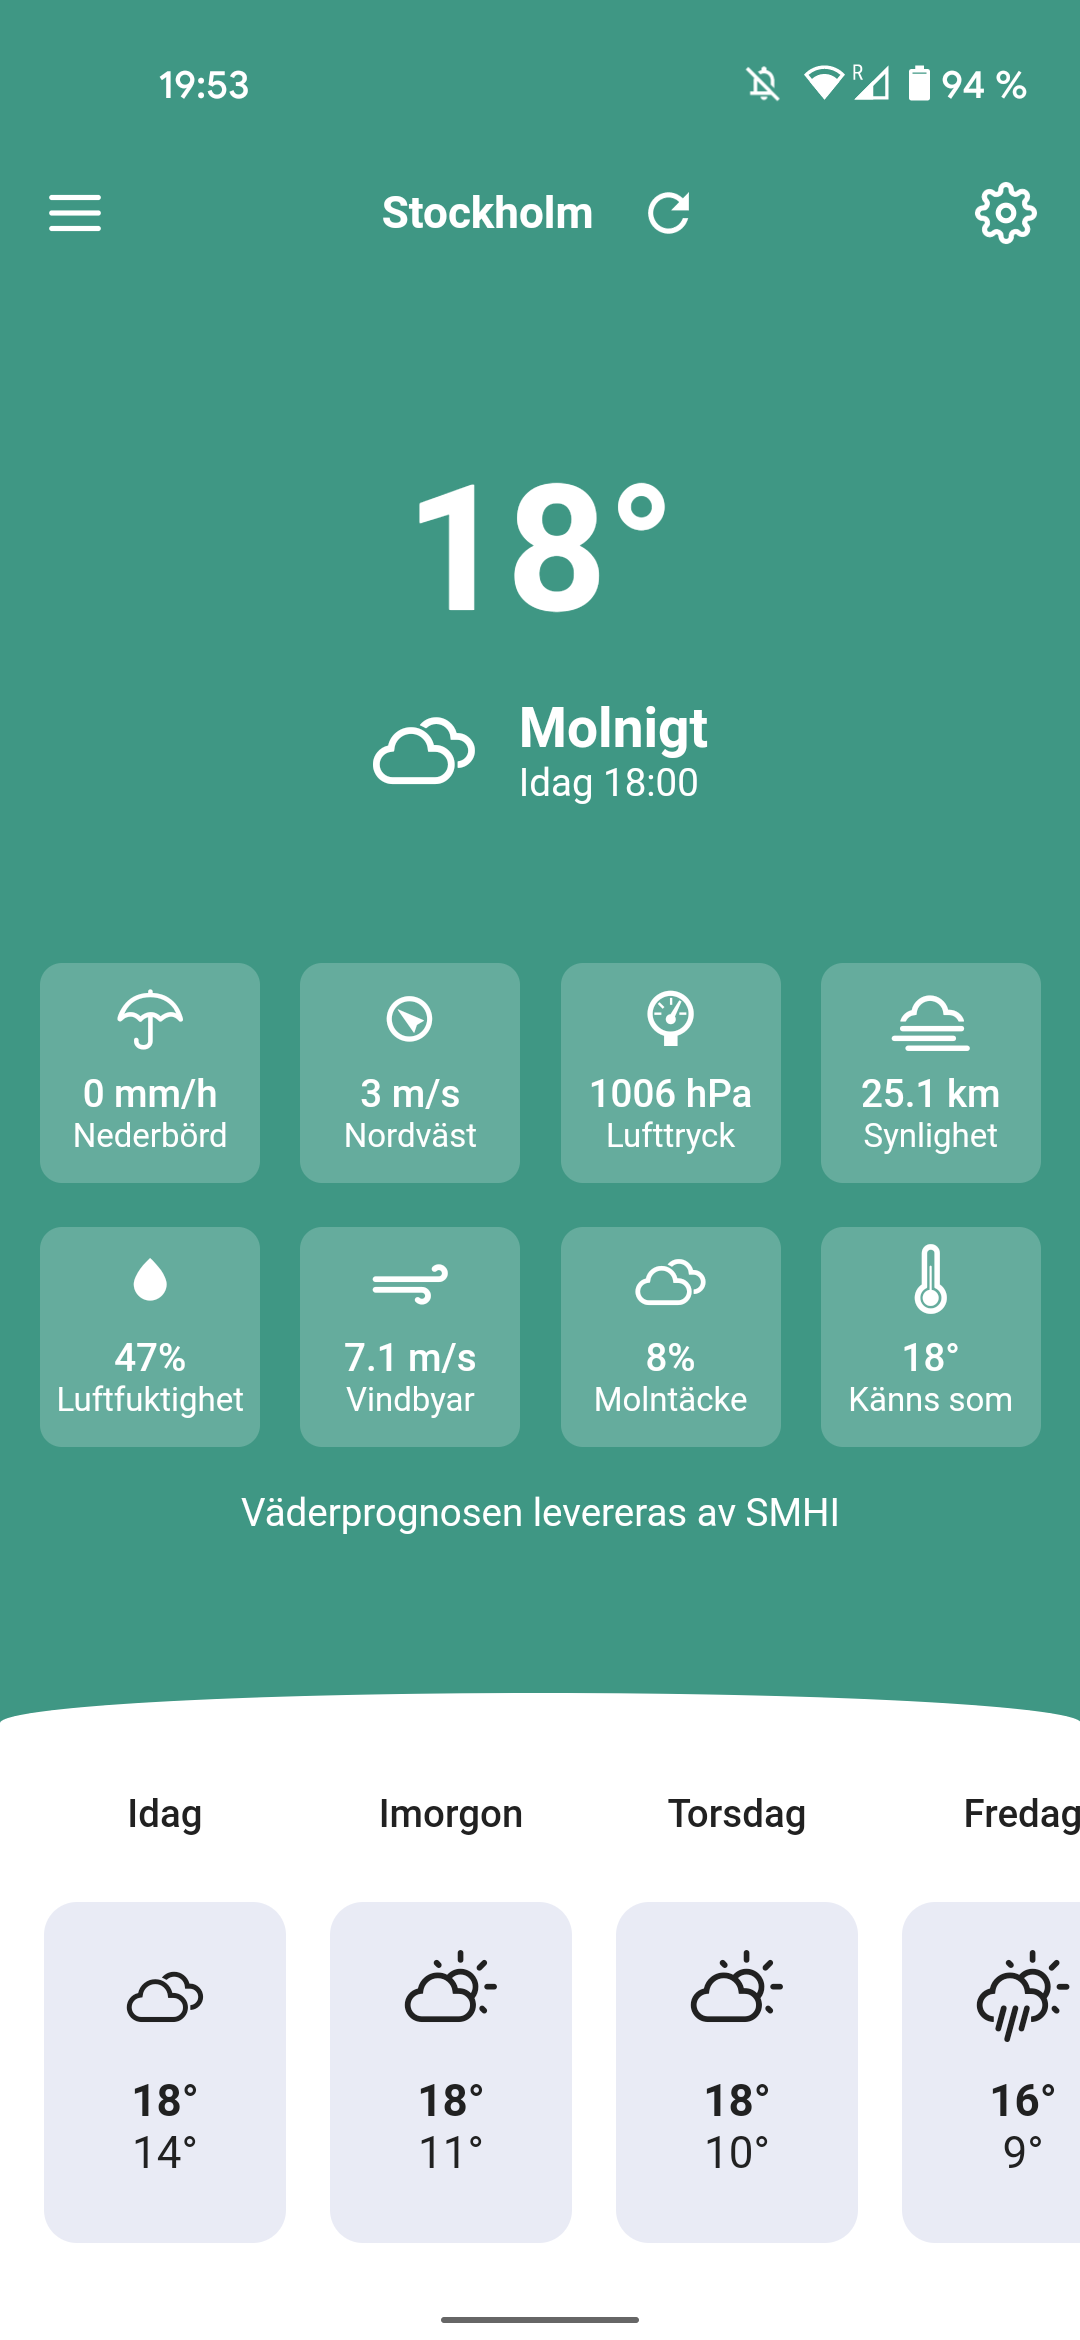 19:53
R
94 %
Stockholm
18°
Molnigt
Idag 18:00
0 mm/h
Nederbörd
3 m/s
Nordväst
1006 hPa
Lufttryck
25.1 km
Synlighet
47%
Luftfuktighet
7.1 m/s
Vindbyar
8%
Molntäcke
18°
Känns som
Väderprognosen levereras av SMHI
Idag
Imorgon
Torsdag
Fredag
18°
14°
18°
11°
18°
10°
16°
9°